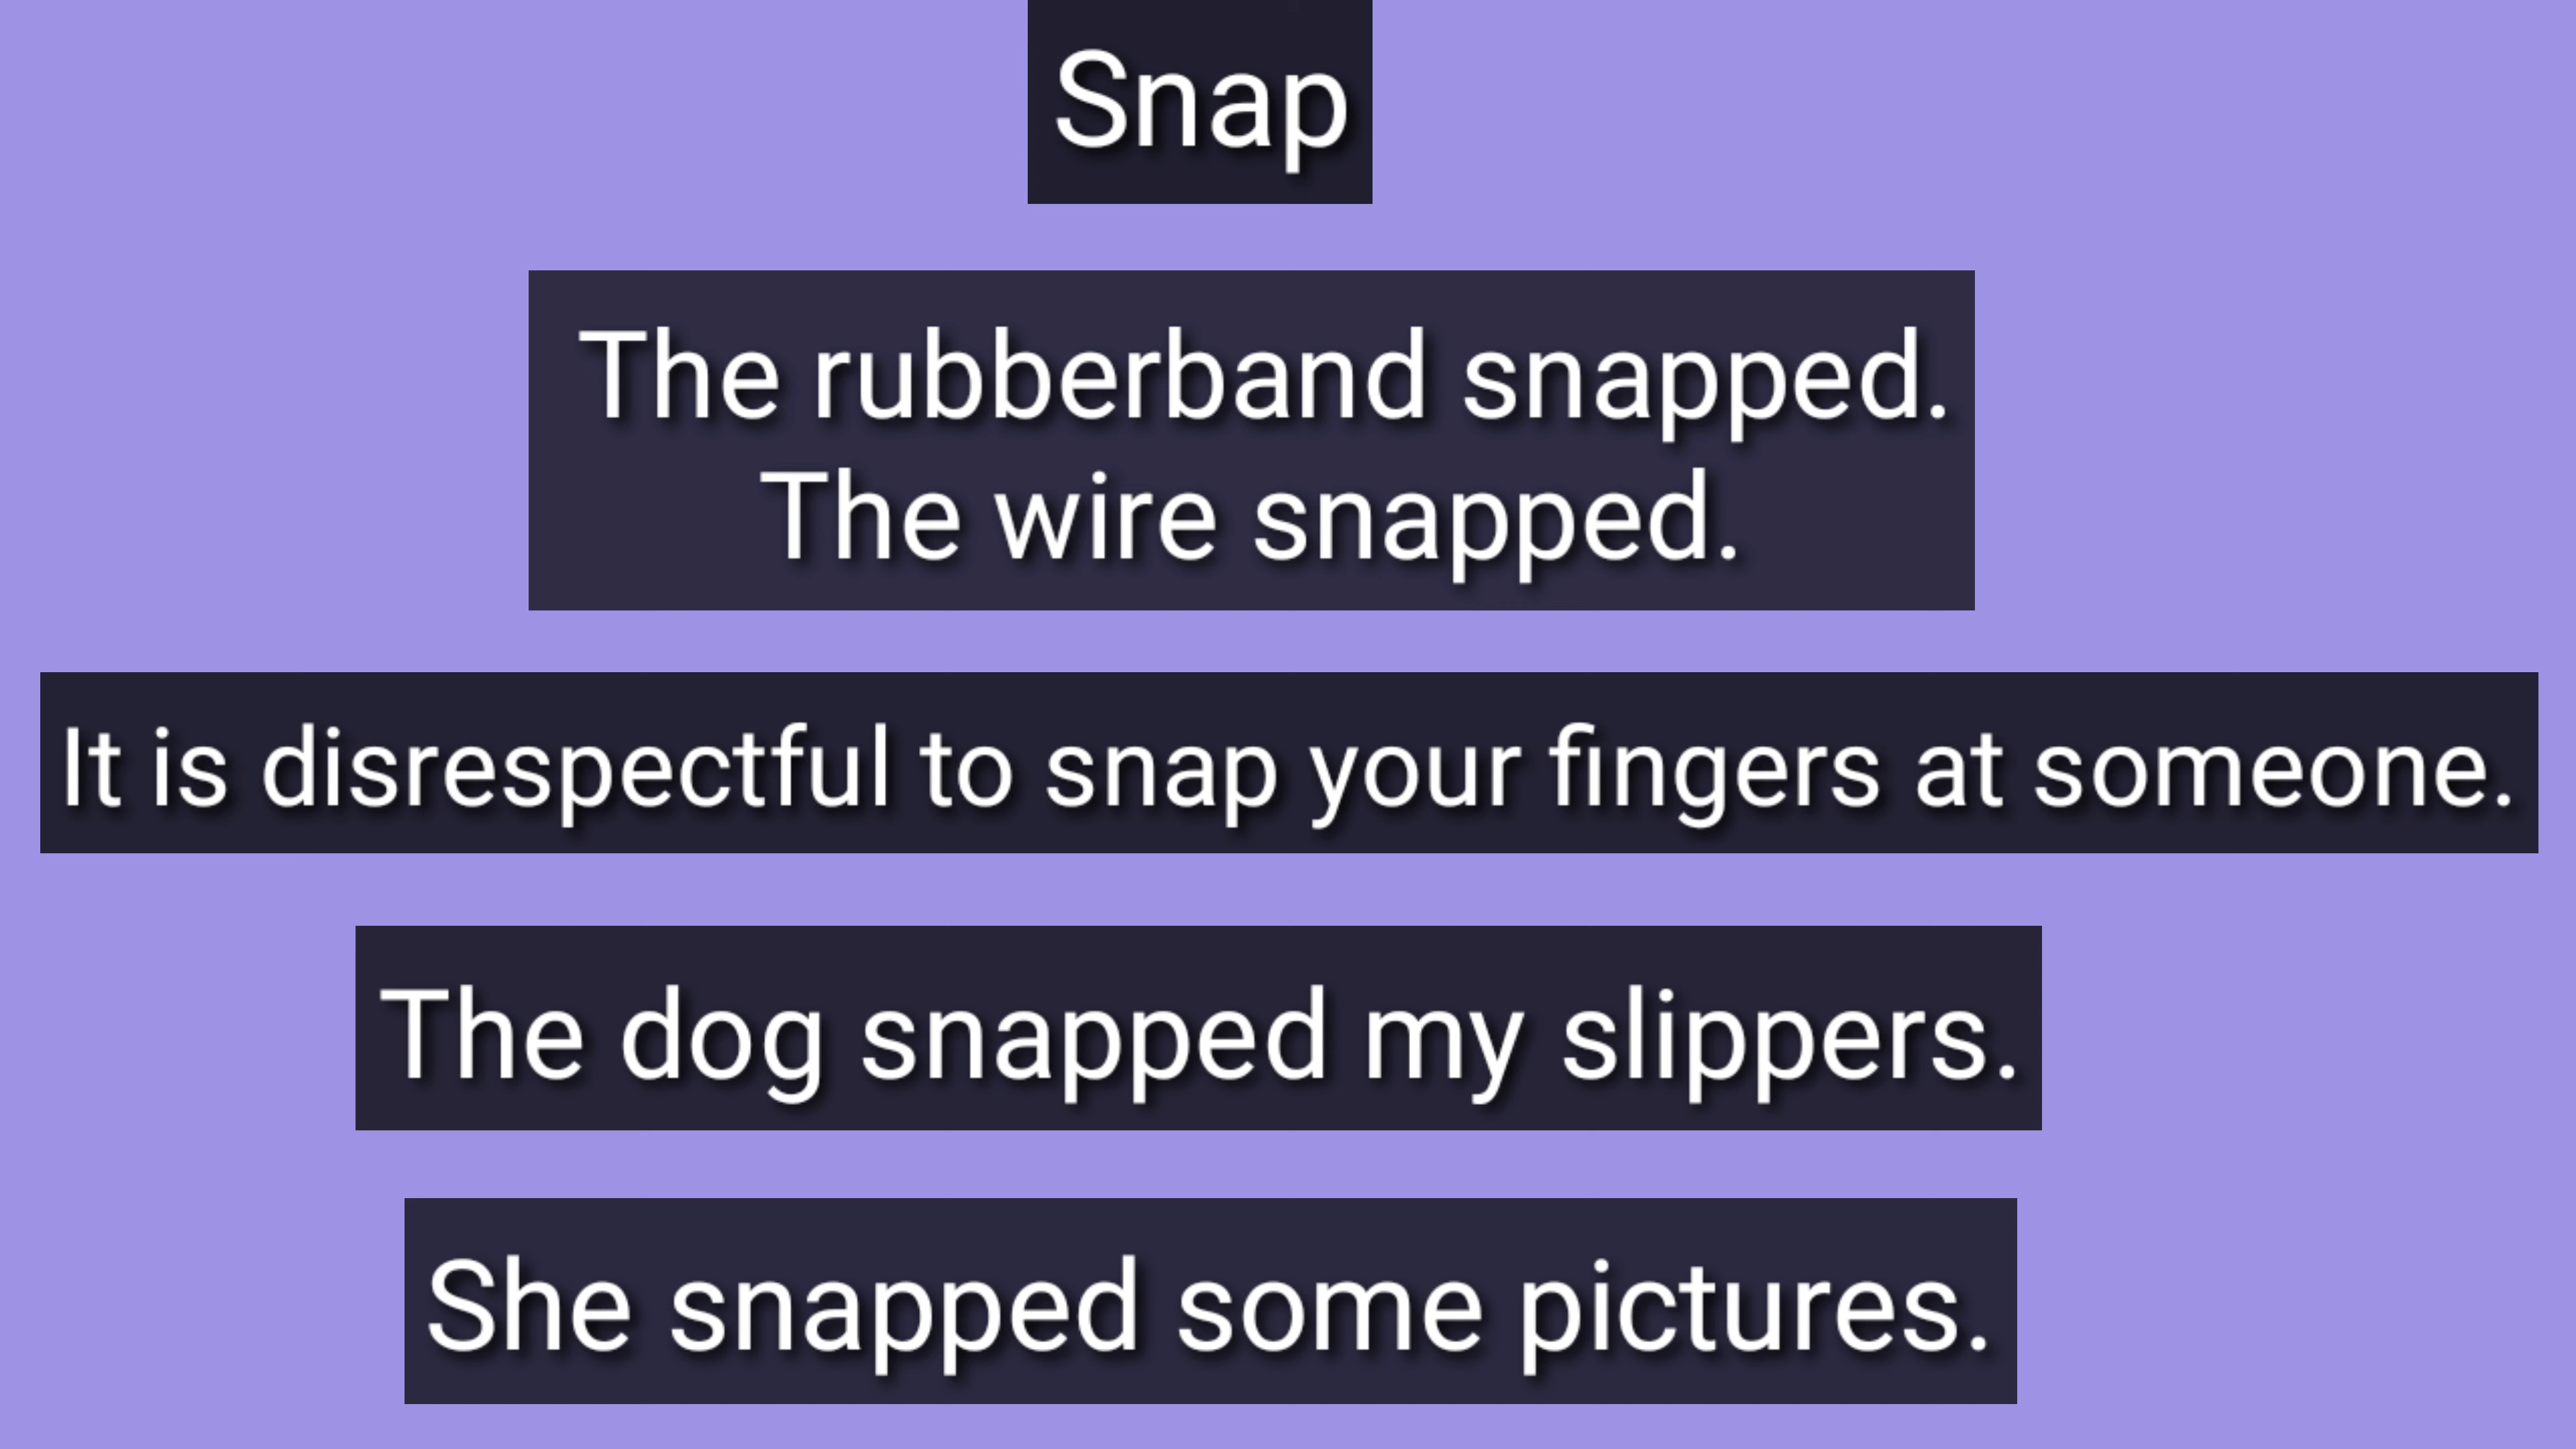 Snap
The rubberband snapped.
The wire snapped.
It is disrespectful to snap your fingers at someone.
The dog snapped my slippers.
She snapped some pictures.